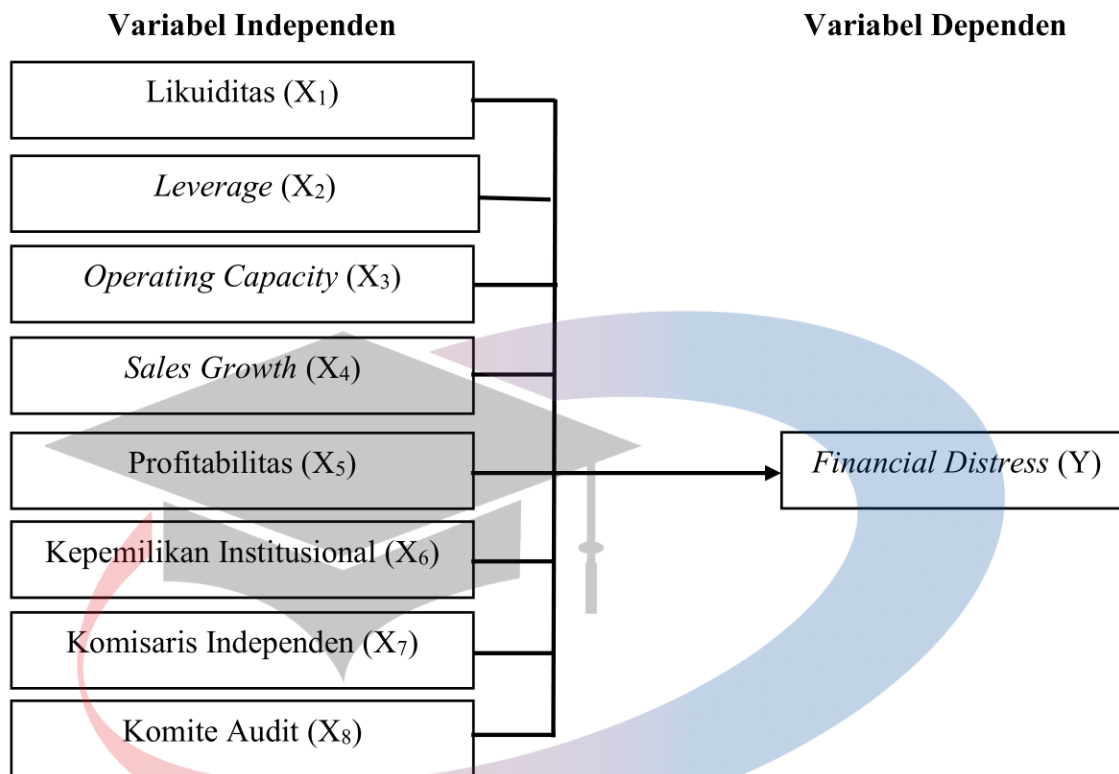 Variabel Independen
Variabel Dependen
Likuiditas (X₁)
Leverage (X₂)
Operating Capacity (X₃)
Sales Growth (X₄)
Profitabilitas (X₅)
Financial Distress (Y)
Kepemilikan Institusional (X₆)
Komisaris Independen (X₇)
Komite Audit (X₈)